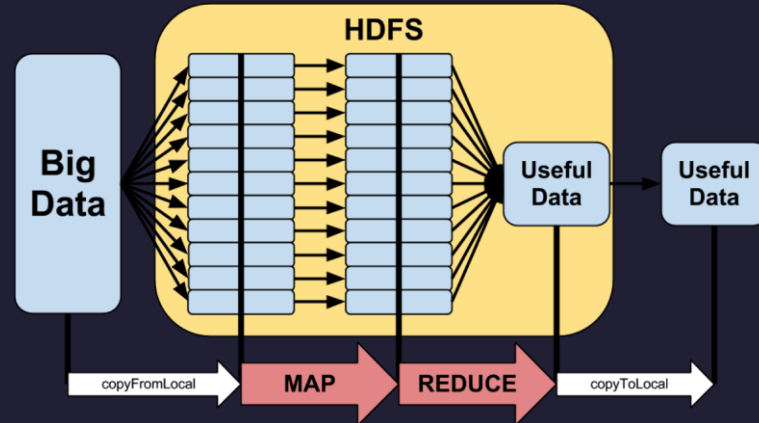 HDFS
Big
Data
Useful
Data
Useful
Data
copyFromLocal
MAP
REDUCE
copyToLocal